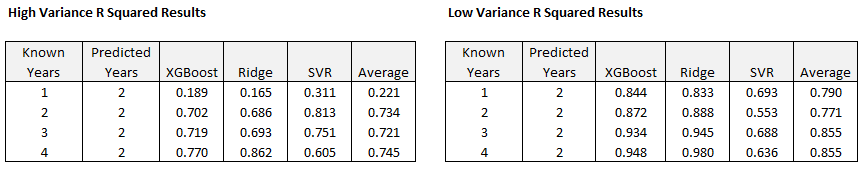 High Variance R Squared Results
Known Years Predicted Years XGBoost Ridge SVR Average
1 2 0.189 0.165 0.311 0.221
2 2 0.702 0.686 0.813 0.734
3 2 0.719 0.693 0.751 0.721
4 2 0.770 0.862 0.605 0.745
Low Variance R Squared Results
Known Years Predicted Years XGBoost Ridge SVR Average
1 2 0.844 0.833 0.693 0.790
2 2 0.872 0.888 0.553 0.771
3 2 0.934 0.945 0.688 0.855
4 2 0.948 0.980 0.636 0.855